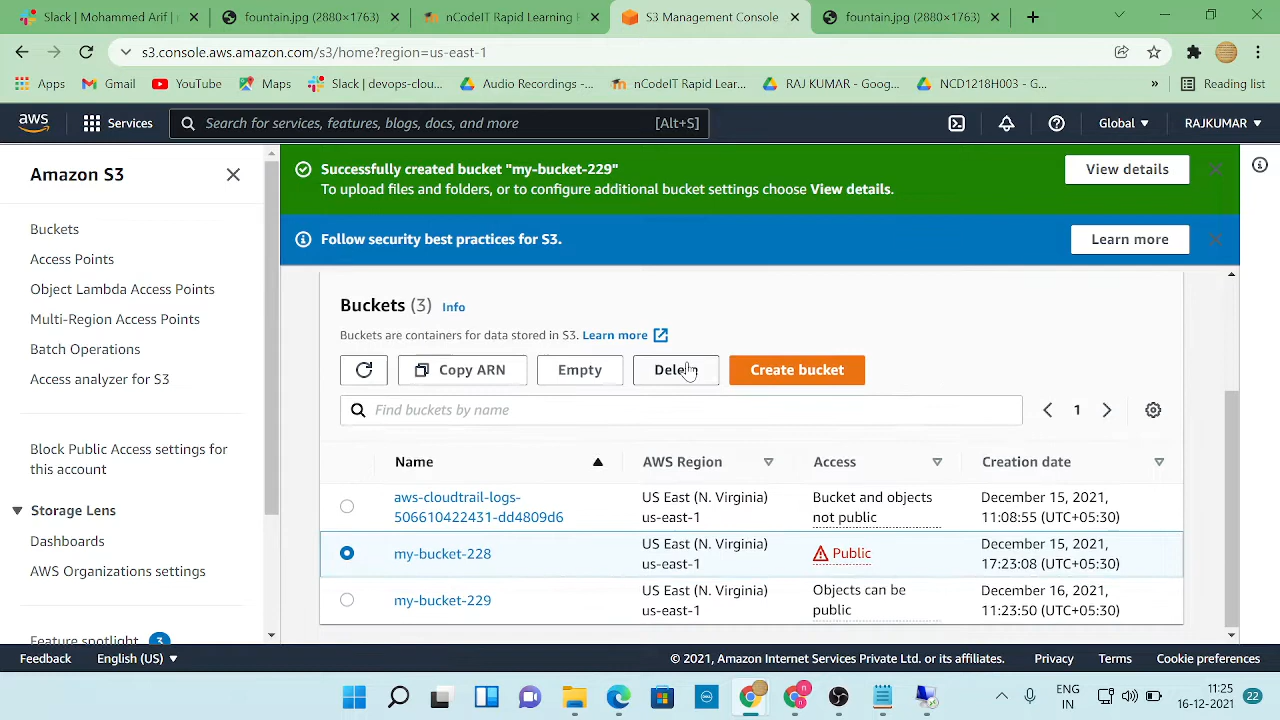 Slack | Mohammed Arif |
fountain.jpg (2880×1620)
nCodeIT Rapid Learning
S3 Management Console
fountain.jpg (2880×1620)
s3.console.aws.amazon.com/s3/home?region=us-east-1
Apps
Gmail
YouTube
Maps
Slack | devops-clou...
Audio Recordings -...
nCodeIT Rapid Lear...
RAJ KUMAR - Goog...
NCD1218H003 - G...
»
Reading list
aws
Services
Search for services, features, blogs, docs, and more
[Alt+S]
Global
RAJKUMAR
Amazon S3
Buckets
Access Points
Object Lambda Access Points
Multi-Region Access Points
Batch Operations
Access analyzer for S3
Block Public Access settings for
this account
Storage Lens
Dashboards
AWS Organizations settings
Feature spotlight 3
Successfully created bucket "my-bucket-229"
To upload files and folders, or to configure additional bucket settings choose View details.
View details
Follow security best practices for S3.
Learn more
Buckets (3) Info
Buckets are containers for data stored in S3. Learn more
Copy ARN
Empty
Create bucket
Find buckets by name
1
Name AWS Region Access Creation date
aws-cloudtrail-logs-
506610422431-dd4809d6
US East (N. Virginia)
us-east-1
Bucket and objects
not public
December 15, 2021,
11:08:55 (UTC+05:30)
my-bucket-228
US East (N. Virginia)
us-east-1
Public
December 15, 2021,
17:23:08 (UTC+05:30)
my-bucket-229
US East (N. Virginia)
us-east-1
Objects can be
public
December 16, 2021,
11:23:50 (UTC+05:30)
Feedback
English (US)
© 2021, Amazon Internet Services Private Ltd. or its affiliates.
Privacy
Terms
Cookie preferences
ENG
IN
11:25
16-12-2021
22